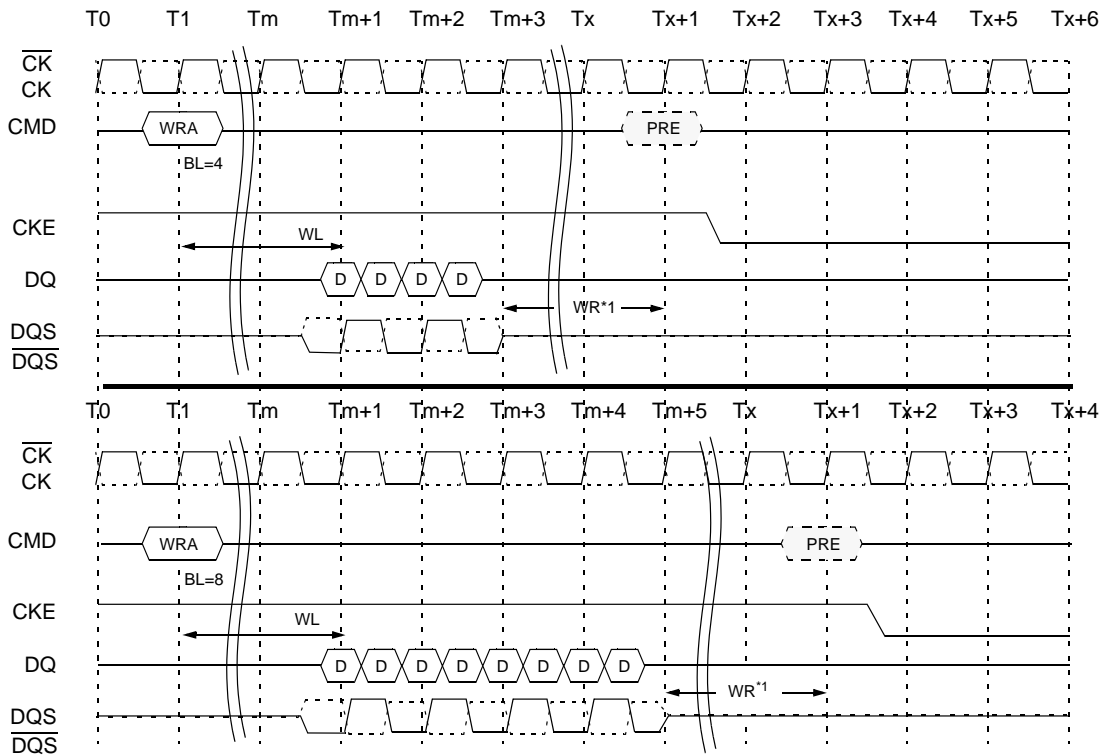 T0 T1 Tm Tm+1 Tm+2 Tm+3 Tx Tx+1 Tx+2 Tx+3 Tx+4 Tx+5 Tx+6
CK
CK
CMD WRA PRE
BL=4
CKE
WL
DQ D D D D
WR*1
DQS
DQS
T0 T1 Tm Tm+1 Tm+2 Tm+3 Tm+4 Tm+5 Tx Tx+1 Tx+2 Tx+3 Tx+4
CK
CK
CMD WRA PRE
BL=8
CKE
WL
DQ D D D D D D D D
WR*1
DQS
DQS